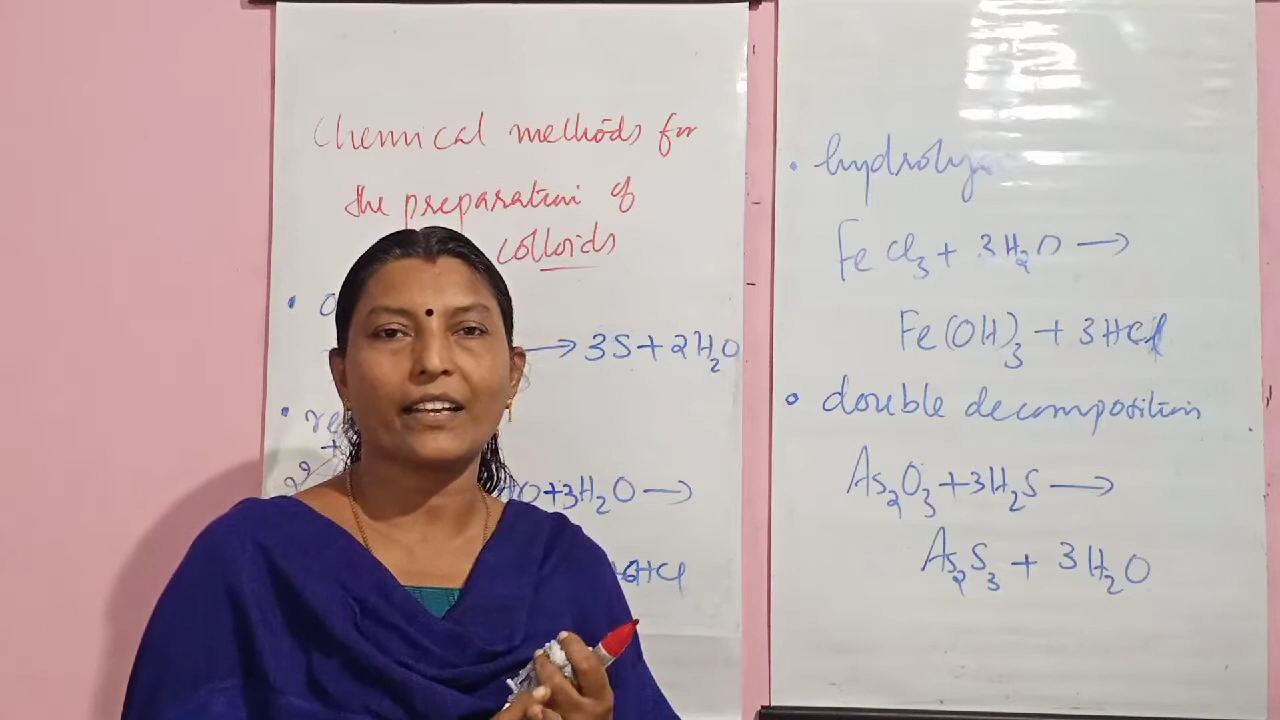 Chemical methods for
the preparation of
colloids
→ 3S + 2H₂O
+3H₂O →
+6HCl
FeCl₃ + 3H₂O →
Fe(OH)₃ + 3HCl
• double decomposition
As₂O₃ + 3H₂S →
As₂S₃ + 3H₂O